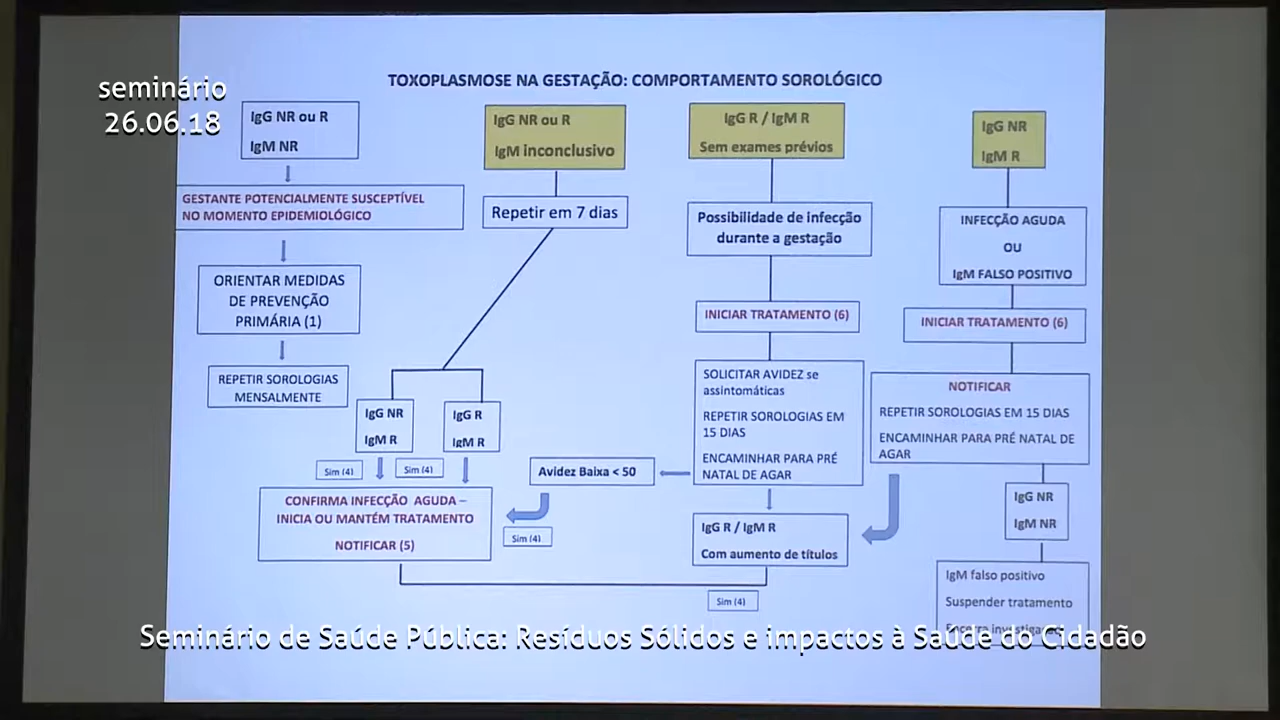 TOXOPLASMOSE NA GESTAÇÃO: COMPORTAMENTO SOROLÓGICO
seminário
26.06.18
IgG NR ou R
IgM NR
GESTANTE POTENCIALMENTE SUSCEPTÍVEL
NO MOMENTO EPIDEMIOLÓGICO
ORIENTAR MEDIDAS
DE PREVENÇÃO
PRIMÁRIA (1)
REPETIR SOROLOGIAS
MENSALMENTE
IgG NR ou R
IgM inconclusivo
Repetir em 7 dias
IgG NR
IgM R
IgG R
IgM R
Sim (4)
Sim (4)
CONFIRMA INFECÇÃO AGUDA –
INICIA OU MANTÉM TRATAMENTO
NOTIFICAR (5)
IgG R / IgM R
Sem exames prévios
Possibilidade de infecção
durante a gestação
INICIAR TRATAMENTO (6)
SOLICITAR AVIDEZ se
assintomáticas
REPETIR SOROLOGIAS EM
15 DIAS
ENCAMINHAR PARA PRÉ
NATAL DE AGAR
Avidez Baixa < 50
Sim (4)
IgG R / IgM R
Com aumento de títulos
Sim (4)
IgG NR
IgM R
INFECÇÃO AGUDA
OU
IgM FALSO POSITIVO
INICIAR TRATAMENTO (6)
NOTIFICAR
REPETIR SOROLOGIAS EM 15 DIAS
ENCAMINHAR PARA PRÉ NATAL DE
AGAR
IgG NR
IgM NR
IgM falso positivo
Suspender tratamento
Seminário de Saúde Pública: Resíduos Sólidos e impactos à Saúde do Cidadão